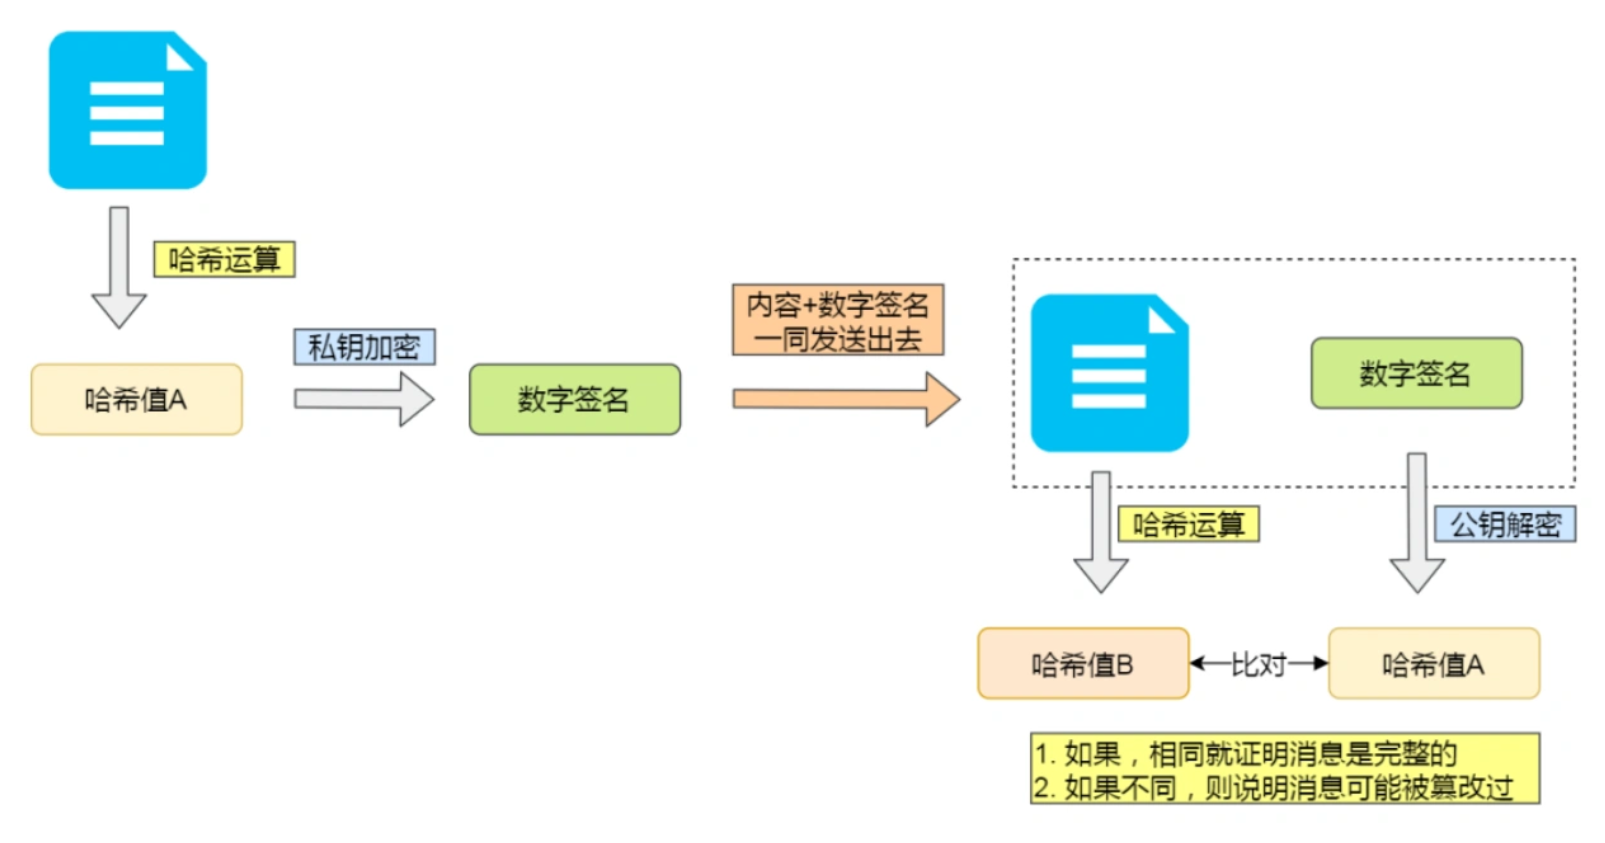 哈希运算
私钥加密
哈希值A
数字签名
内容+数字签名
一同发送出去
数字签名
哈希运算
公钥解密
哈希值B
比对
哈希值A
1. 如果，相同就证明消息是完整的
2. 如果不同，则说明消息可能被篡改过